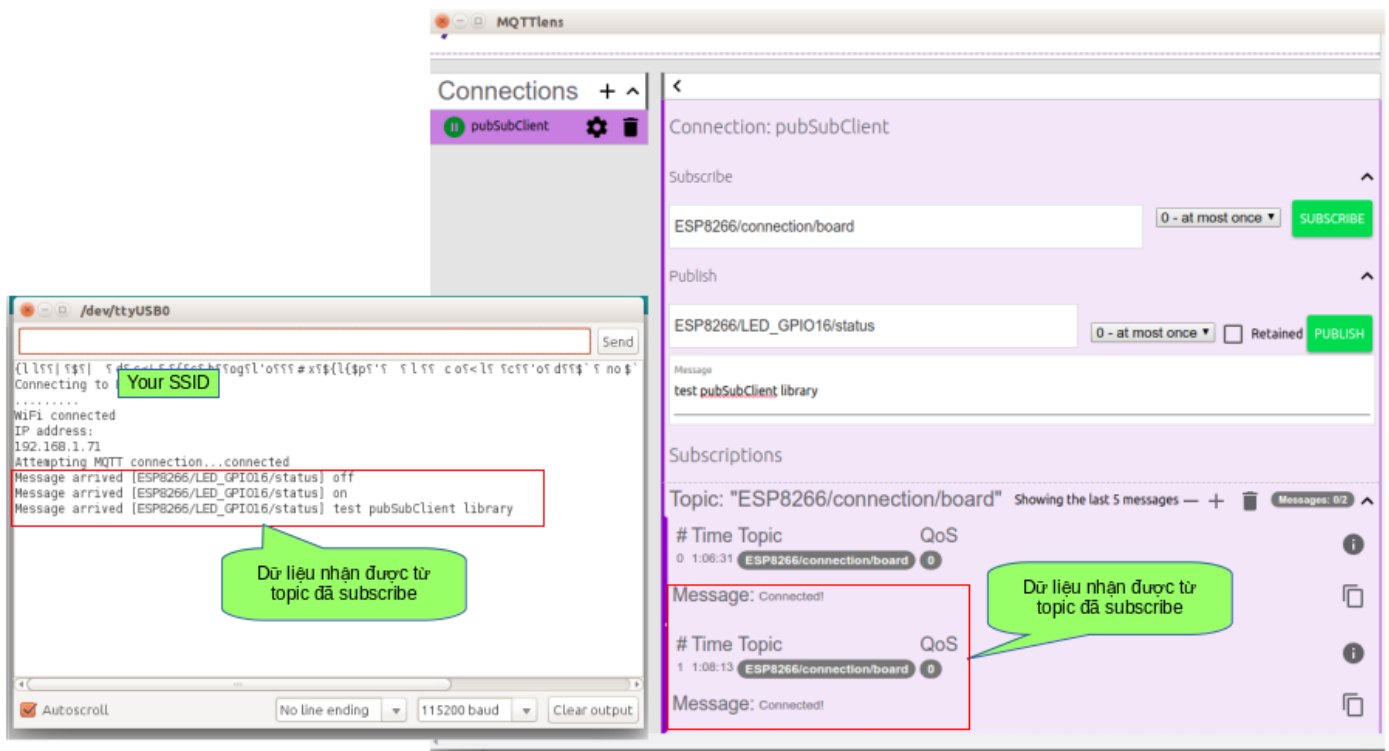 MQTTlens
Connections
pubSubClient
Connection: pubSubClient
Subscribe
ESP8266/connection/board
0 - at most once
SUBSCRIBE
Publish
ESP8266/LED_GPIO16/status
0 - at most once
Retained
PUBLISH
Message
test pubSubClient library
Subscriptions
Topic: "ESP8266/connection/board" Showing the last 5 messages Messages: 0/2
# Time Topic QoS
0 1:06:31 ESP8266/connection/board 0
Message: Connected!
# Time Topic QoS
1 1:08:13 ESP8266/connection/board 0
Message: Connected!
Dữ liệu nhận được từ
topic đã subscribe
/dev/ttyUSB0
Send
Connecting to
Your SSID
.........
WiFi connected
IP address:
192.168.1.71
Attempting MQTT connection...connected
Message arrived [ESP8266/LED_GPIO16/status] off
Message arrived [ESP8266/LED_GPIO16/status] on
Message arrived [ESP8266/LED_GPIO16/status] test pubSubClient library
Dữ liệu nhận được từ
topic đã subscribe
Autoscroll
No line ending
115200 baud
Clear output